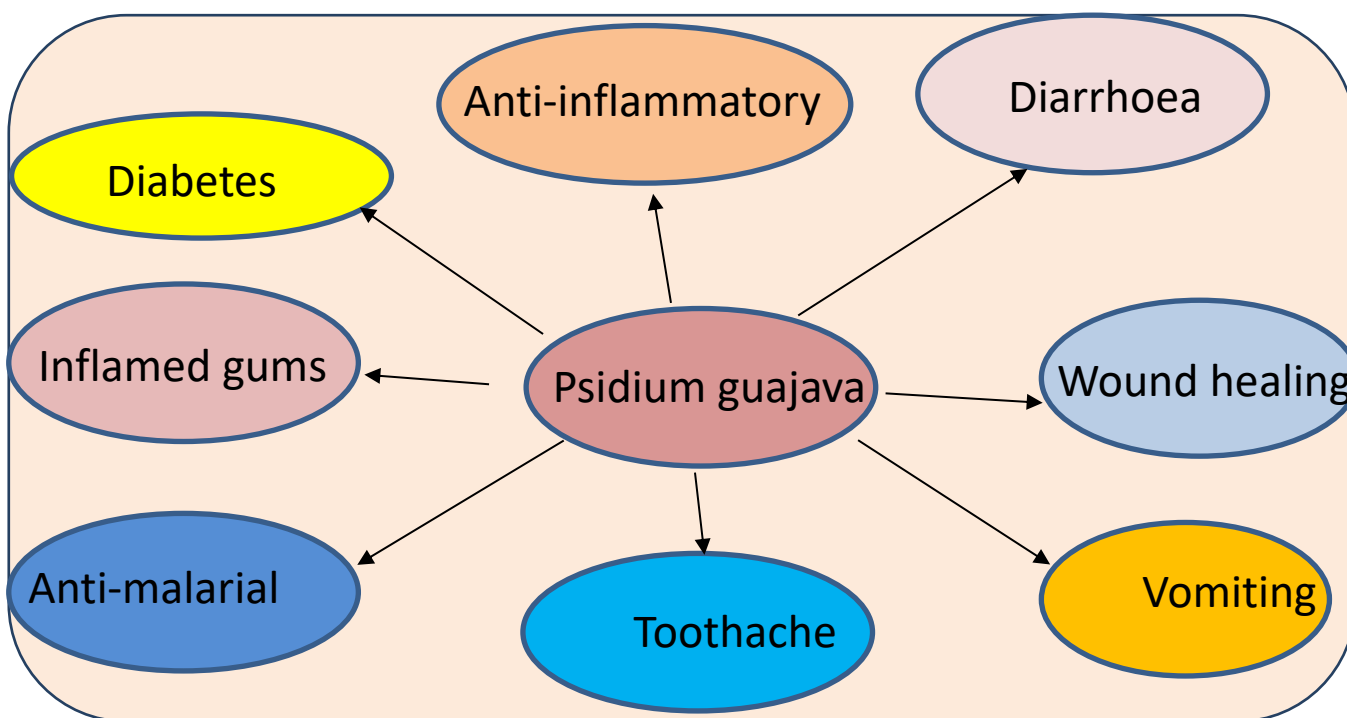 Anti-inflammatory
Diarrhoea
Diabetes
Inflamed gums
Psidium guajava
Wound healing
Anti-malarial
Toothache
Vomiting